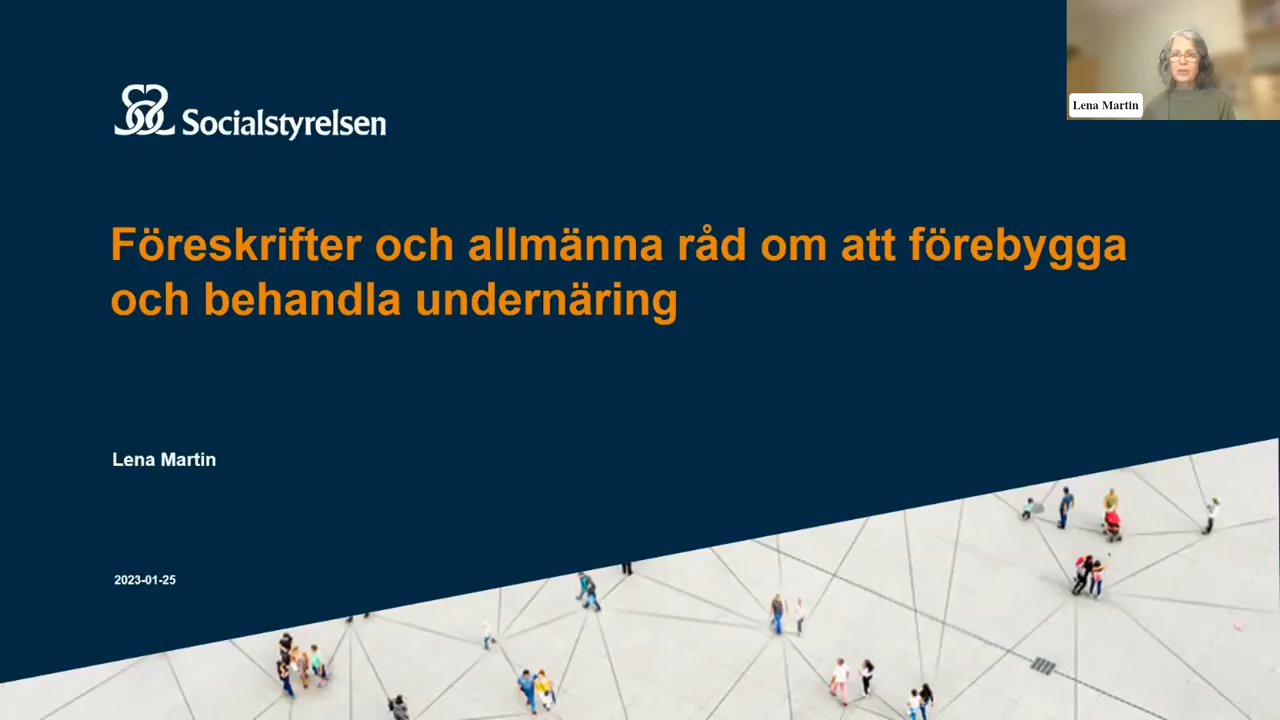 Lena Martin
Socialstyrelsen
Föreskrifter och allmänna råd om att förebygga
och behandla undernäring
Lena Martin
2023-01-25